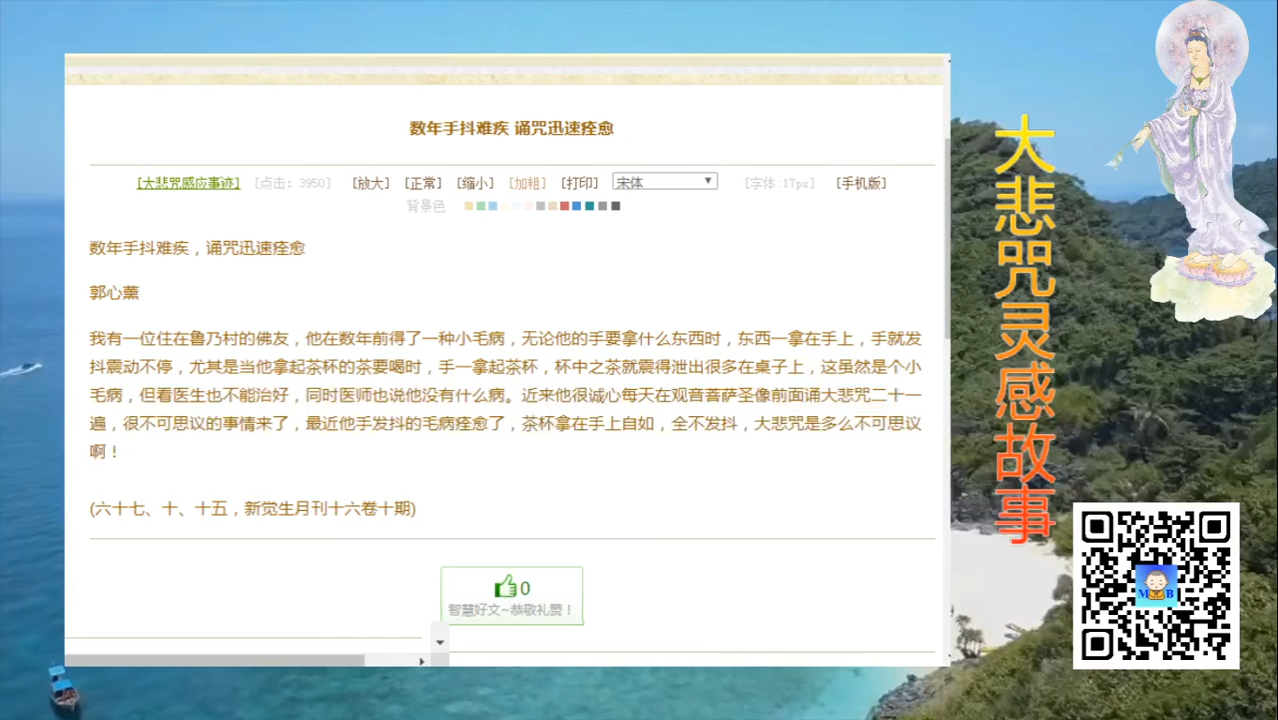 数年手抖难疾 诵咒迅速痊愈
[大悲咒感应事迹] [点击：3950] [放大] [正常] [缩小] [加粗] [打印] 宋体 [字体:17px] [手机版]
背景色
数年手抖难疾，诵咒迅速痊愈
郭心薰
我有一位住在鲁乃村的佛友，他在数年前得了一种小毛病，无论他的手要拿什么东西时，东西一拿在手上，手就发
抖震动不停，尤其是当他拿起茶杯的茶要喝时，手一拿起茶杯，杯中之茶就震得泄出很多在桌子上，这虽然是个小
毛病，但看医生也不能治好，同时医师也说他没有什么病。近来他很诚心每天在观音菩萨圣像前面诵大悲咒二十一
遍，很不可思议的事情来了，最近他手发抖的毛病痊愈了，茶杯拿在手上自如，全不发抖，大悲咒是多么不可思议
啊！
(六十七、十、十五，新觉生月刊十六卷十期)
0
智慧好文~恭敬礼赞！
大悲咒灵感故事
M B